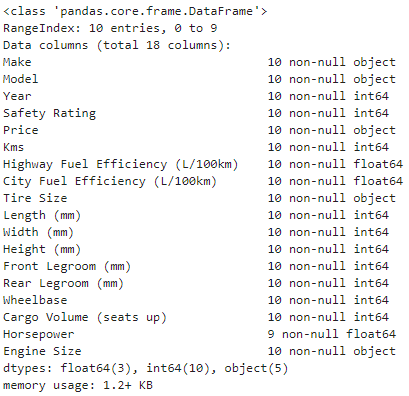 <class 'pandas.core.frame.DataFrame'>
RangeIndex: 10 entries, 0 to 9
Data columns (total 18 columns):
Make                                  10 non-null object
Model                                 10 non-null object
Year                                  10 non-null int64
Safety Rating                         10 non-null int64
Price                                 10 non-null object
Kms                                   10 non-null int64
Highway Fuel Efficiency (L/100km)     10 non-null float64
City Fuel Efficiency (L/100km)        10 non-null float64
Tire Size                             10 non-null object
Length (mm)                           10 non-null int64
Width (mm)                            10 non-null int64
Height (mm)                           10 non-null int64
Front Legroom (mm)                    10 non-null int64
Rear Legroom (mm)                     10 non-null int64
Wheelbase                             10 non-null int64
Cargo Volume (seats up)               10 non-null int64
Horsepower                            9 non-null float64
Engine Size                           10 non-null object
dtypes: float64(3), int64(10), object(5)
memory usage: 1.2+ KB